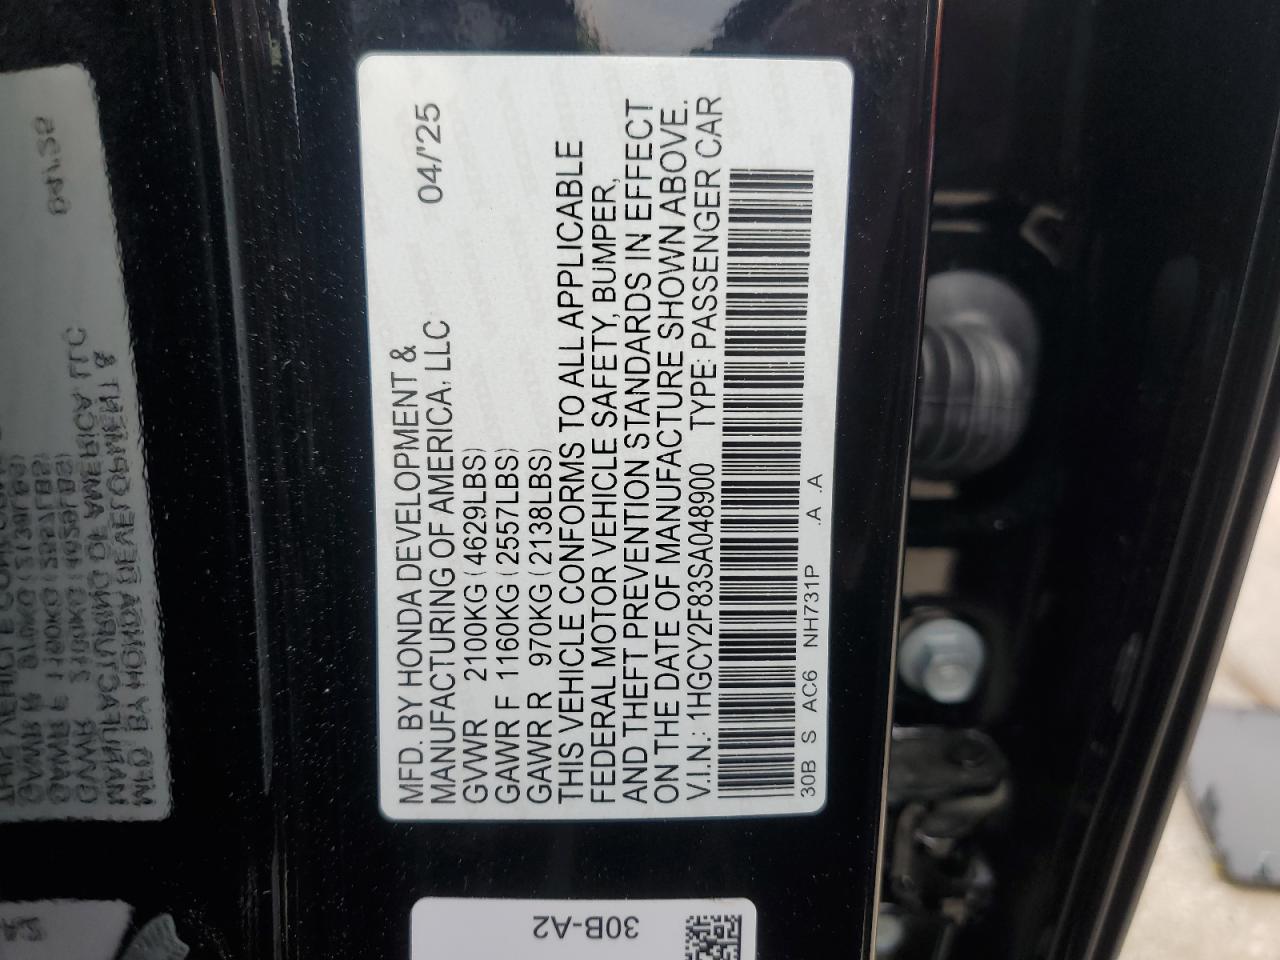 MFD. BY HONDA DEVELOPMENT & 04/'25
MANUFACTURING OF AMERICA, LLC
GVWR 2100KG (4629LBS)
GAWR F 1160KG (2557LBS)
GAWR R 970KG (2138LBS)
THIS VEHICLE CONFORMS TO ALL APPLICABLE
FEDERAL MOTOR VEHICLE SAFETY, BUMPER,
AND THEFT PREVENTION STANDARDS IN EFFECT
ON THE DATE OF MANUFACTURE SHOWN ABOVE.
V.I.N.: 1HGCY2F83SA048900 TYPE: PASSENGER CAR
30B S AC6 NH731P .A .A
30B-A2